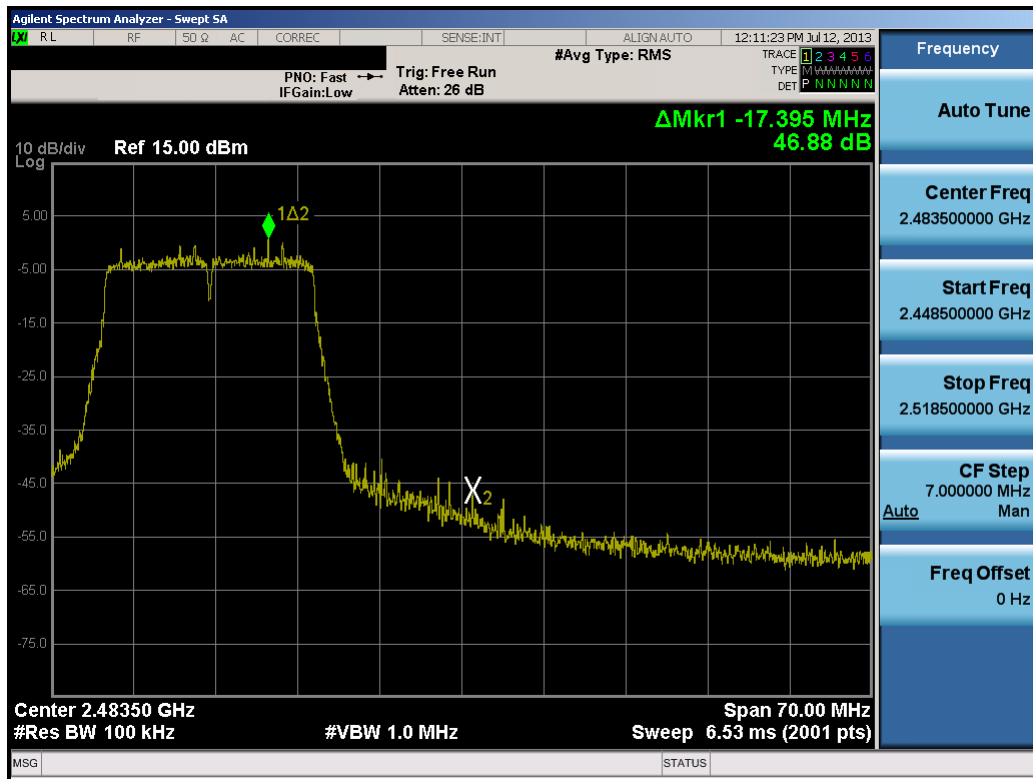 Agilent Spectrum Analyzer - Swept SA
LXI RL RF 50 Ω AC CORREC SENSE:INT ALIGNAUTO 12:11:23 PM Jul 12, 2013
#Avg Type: RMS
TRACE 1 2 3 4 5 6
PNO: Fast Trig: Free Run
TYPE M WWWWW
IFGain:Low Atten: 26 dB
DET P N N N N N
ΔMkr1 -17.395 MHz
46.88 dB
10 dB/div Ref 15.00 dBm
Log
5.00
1Δ2
-5.00
-15.0
-25.0
-35.0
-45.0
X2
-55.0
-65.0
-75.0
Center 2.48350 GHz Span 70.00 MHz
#Res BW 100 kHz #VBW 1.0 MHz Sweep 6.53 ms (2001 pts)
MSG STATUS
Frequency
Auto Tune
Center Freq
2.483500000 GHz
Start Freq
2.448500000 GHz
Stop Freq
2.518500000 GHz
CF Step
7.000000 MHz
Auto Man
Freq Offset
0 Hz